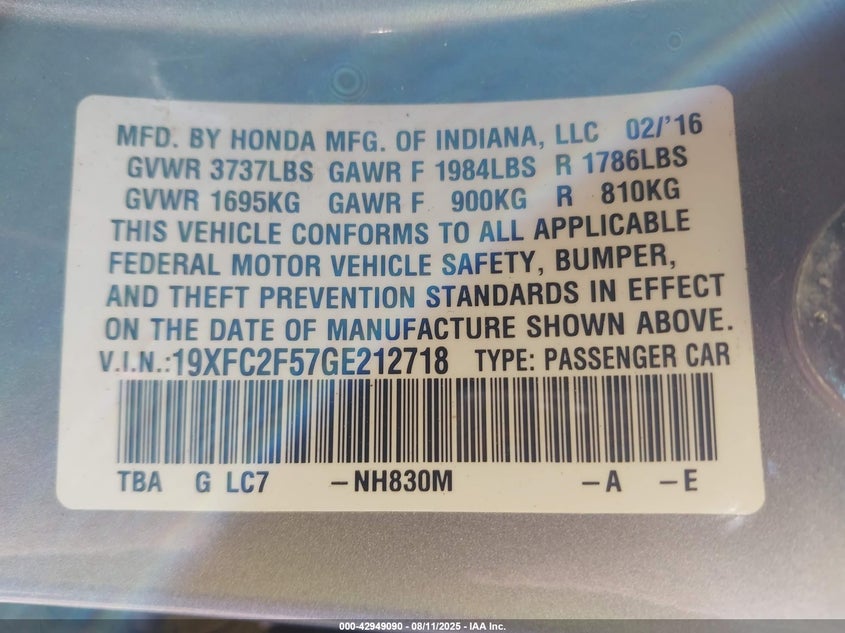 MFD. BY HONDA MFG. OF INDIANA, LLC 02/'16
GVWR 3737LBS GAWR F 1984LBS R 1786LBS
GVWR 1695KG GAWR F 900KG R 810KG
THIS VEHICLE CONFORMS TO ALL APPLICABLE
FEDERAL MOTOR VEHICLE SAFETY, BUMPER,
AND THEFT PREVENTION STANDARDS IN EFFECT
ON THE DATE OF MANUFACTURE SHOWN ABOVE.
V.I.N.:19XFC2F57GE212718 TYPE: PASSENGER CAR
TBA G LC7 –NH830M –A –E
000-42949090 - 08/11/2025 - IAA Inc.